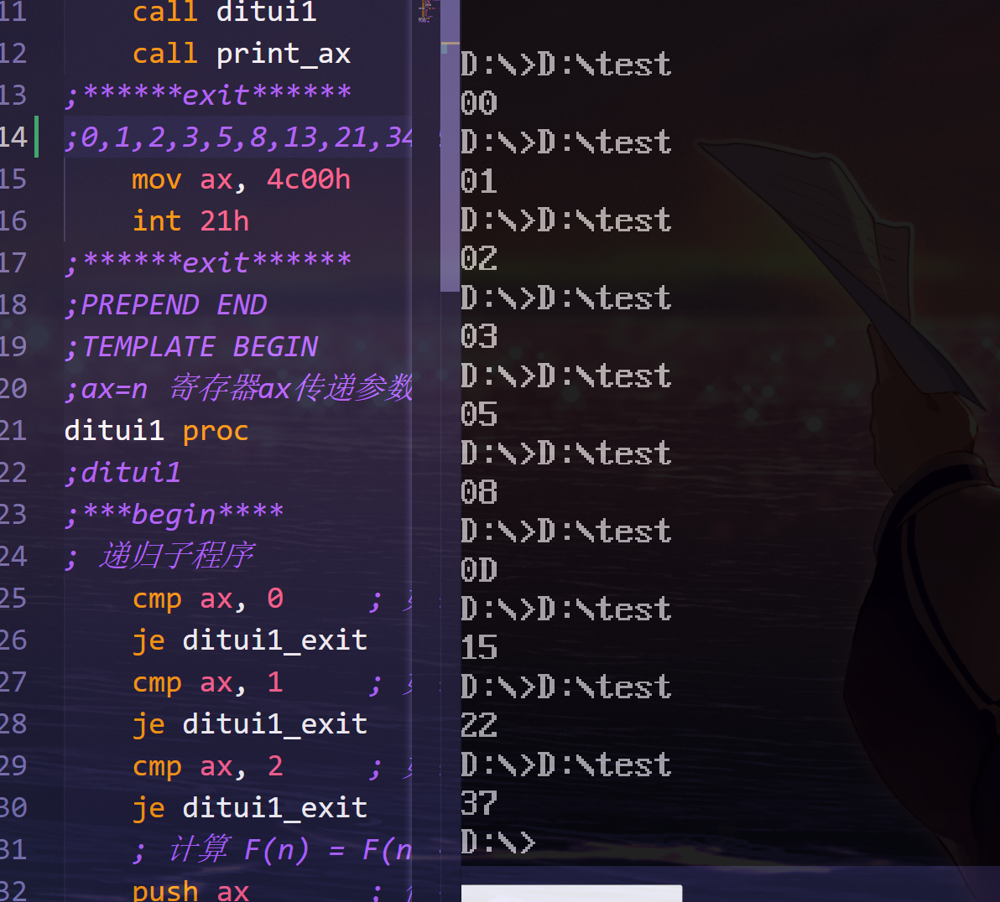 11 call ditui1
12 call print_ax
13 ;******exit******
14 ;0,1,2,3,5,8,13,21,34
15 mov ax, 4c00h
16 int 21h
17 ;******exit******
18 ;PREPEND END
19 ;TEMPLATE BEGIN
20 ;ax=n 寄存器ax传递参数
21 ditui1 proc
22 ;ditui1
23 ;***begin****
24 ; 递归子程序
25 cmp ax, 0 ;
26 je ditui1_exit
27 cmp ax, 1 ;
28 je ditui1_exit
29 cmp ax, 2 ;
30 je ditui1_exit
31 ; 计算 F(n) = F(n
32 push ax ;
D:\>D:\test
00
D:\>D:\test
01
D:\>D:\test
02
D:\>D:\test
03
D:\>D:\test
05
D:\>D:\test
08
D:\>D:\test
0D
D:\>D:\test
15
D:\>D:\test
22
D:\>D:\test
37
D:\>